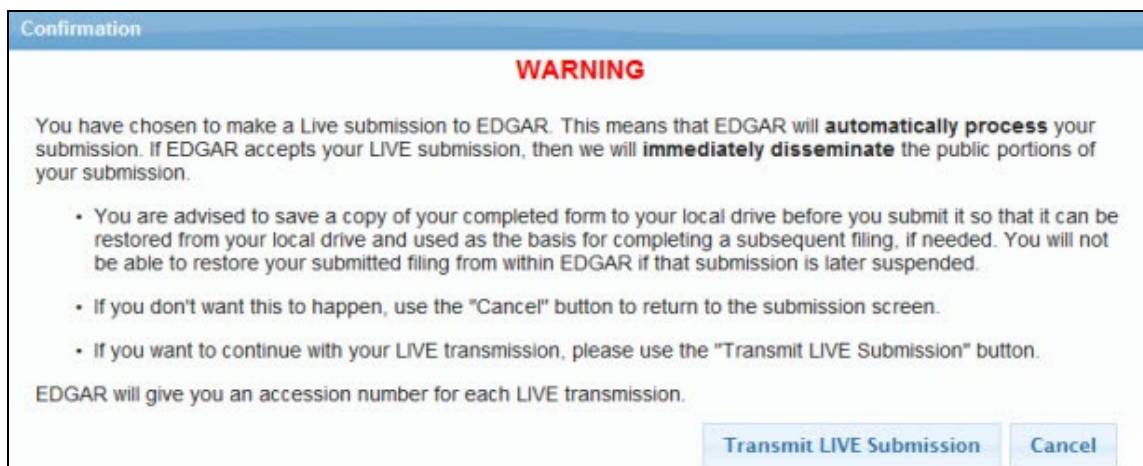 Confirmation
WARNING
You have chosen to make a Live submission to EDGAR. This means that EDGAR will automatically process your
submission. If EDGAR accepts your LIVE submission, then we will immediately disseminate the public portions of
your submission.
• You are advised to save a copy of your completed form to your local drive before you submit it so that it can be
restored from your local drive and used as the basis for completing a subsequent filing, if needed. You will not
be able to restore your submitted filing from within EDGAR if that submission is later suspended.
• If you don't want this to happen, use the "Cancel" button to return to the submission screen.
• If you want to continue with your LIVE transmission, please use the "Transmit LIVE Submission" button.
EDGAR will give you an accession number for each LIVE transmission.
Transmit LIVE Submission Cancel